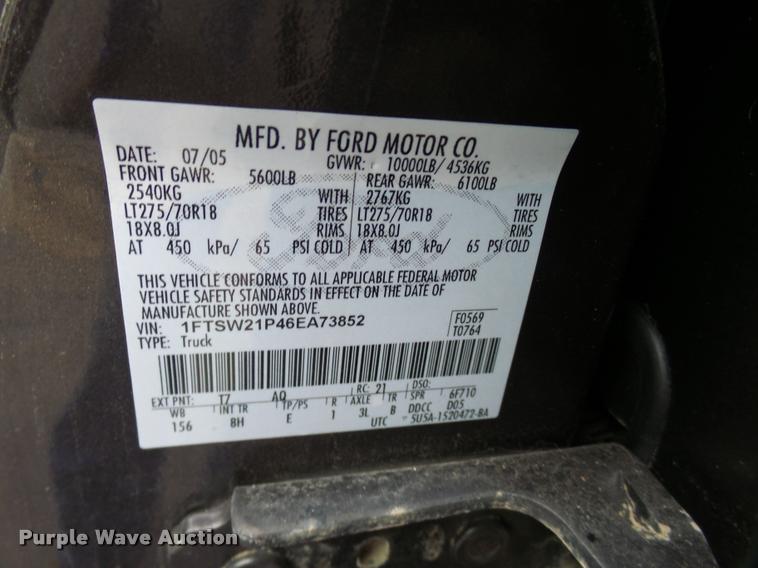 MFD. BY FORD MOTOR CO.
DATE: 07/05 GVWR: 10000LB/ 4536KG
FRONT GAWR: 5600LB REAR GAWR: 6100LB
2540KG WITH 2767KG WITH
LT275/70R18 TIRES LT275/70R18 TIRES
18X8.0J RIMS 18X8.0J RIMS
AT 450 kPa/ 65 PSI COLD AT 450 kPa/ 65 PSI COLD
Ford
THIS VEHICLE CONFORMS TO ALL APPLICABLE FEDERAL MOTOR
VEHICLE SAFETY STANDARDS IN EFFECT ON THE DATE OF
MANUFACTURE SHOWN ABOVE.
VIN: 1FTSW21P46EA73852 F0569
TYPE: Truck T0764
EXT PNT: T7 AQ RC: 21 DSO:
WB INT TR TP/PS R AXLE TR SPR 6F710
156 8H E 1 3L B DDCC D05
UTC 5U5A-1520472-BA
Purple Wave Auction